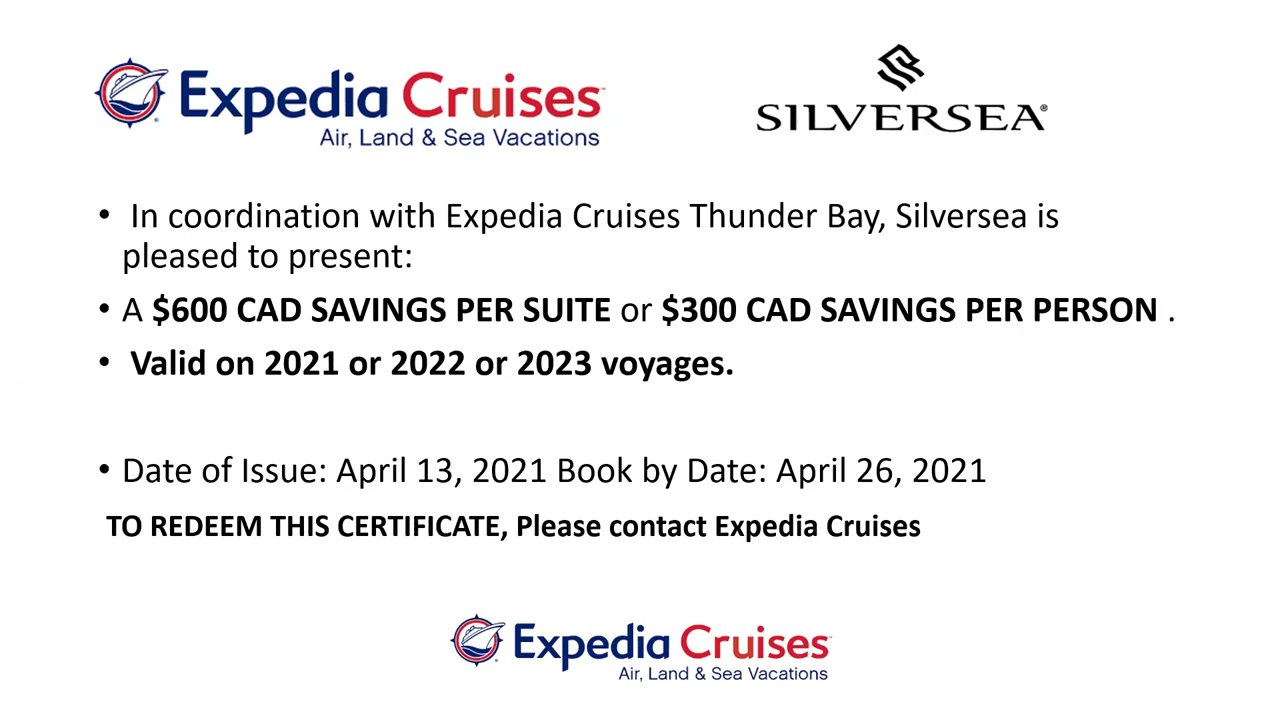 Expedia Cruises™
Air, Land & Sea Vacations
SILVERSEA®
• In coordination with Expedia Cruises Thunder Bay, Silversea is
pleased to present:
• A $600 CAD SAVINGS PER SUITE or $300 CAD SAVINGS PER PERSON .
• Valid on 2021 or 2022 or 2023 voyages.
• Date of Issue: April 13, 2021 Book by Date: April 26, 2021
TO REDEEM THIS CERTIFICATE, Please contact Expedia Cruises
Expedia Cruises™
Air, Land & Sea Vacations